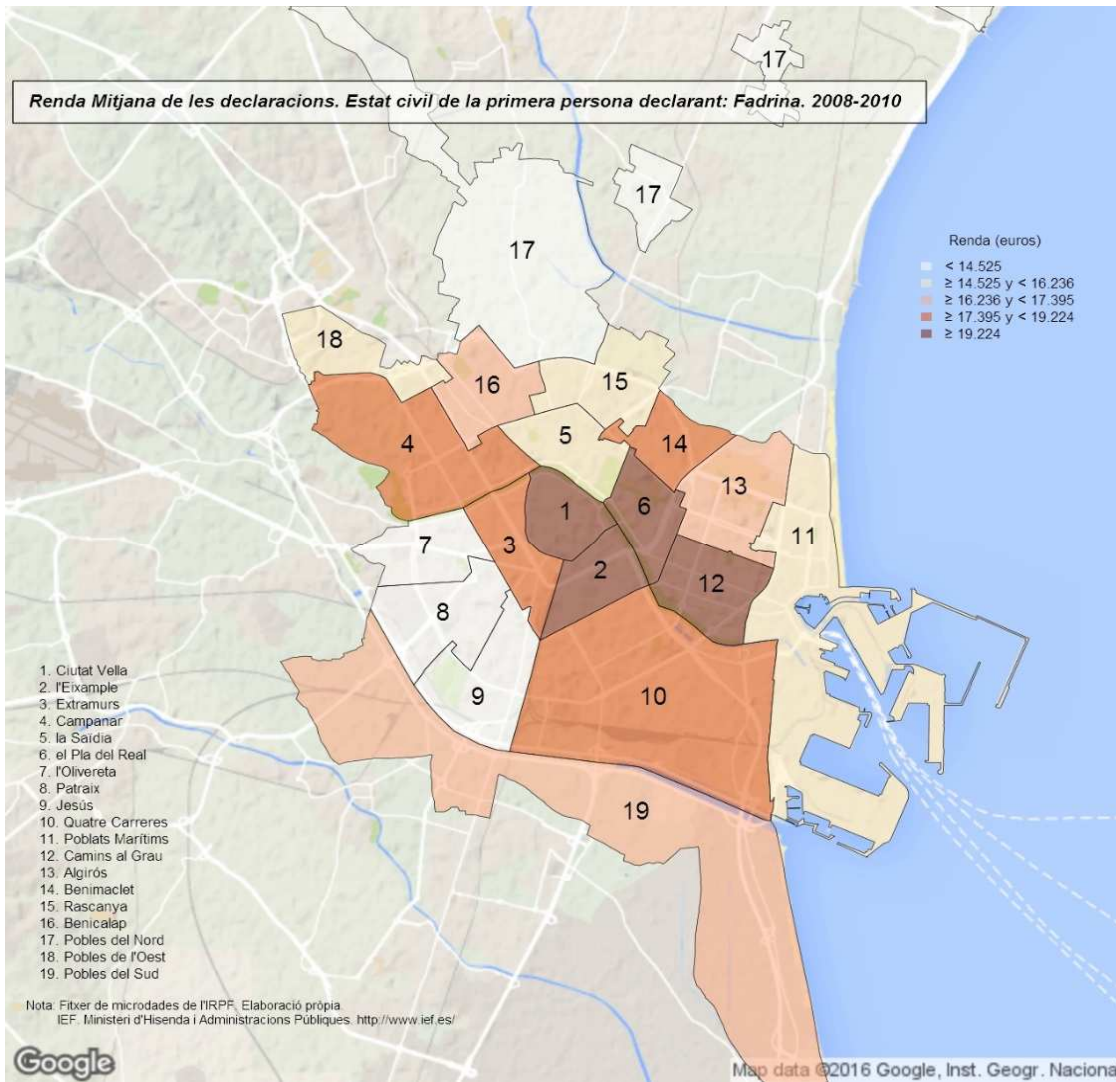 17
Renda Mitjana de les declaracions. Estat civil de la primera persona declarant: Fadrina. 2008-2010
17
17
Renda (euros)
< 14.525
≥ 14.525 y < 16.236
≥ 16.236 y < 17.395
≥ 17.395 y < 19.224
≥ 19.224
18
16
15
4
5
14
13
6
1
11
7
3
2
12
8
9
10
19
1. Ciutat Vella
2. l'Eixample
3. Extramurs
4. Campanar
5. la Saïdia
6. el Pla del Real
7. l'Olivereta
8. Patraix
9. Jesús
10. Quatre Carreres
11. Poblats Marítims
12. Camins al Grau
13. Algirós
14. Benimaclet
15. Rascanya
16. Benicalap
17. Pobles del Nord
18. Pobles de l'Oest
19. Pobles del Sud
Nota: Fitxer de microdades de l'IRPF. Elaboració pròpia.
IEF. Ministeri d'Hisenda i Administracions Públiques. http://www.ief.es/
Google
Map data ©2016 Google, Inst. Geogr. Naciona